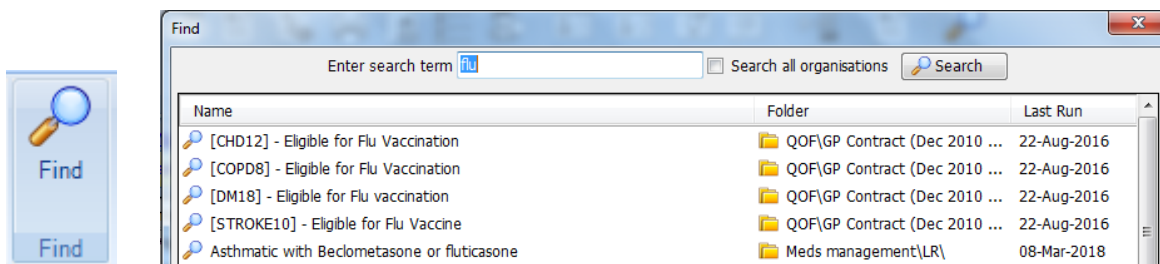 Find
Find
Find
Enter search term flu Search all organisations Search
Name Folder Last Run
[CHD12] - Eligible for Flu Vaccination QOF\GP Contract (Dec 2010 ... 22-Aug-2016
[COPD8] - Eligible for Flu Vaccination QOF\GP Contract (Dec 2010 ... 22-Aug-2016
[DM18] - Eligible for Flu vaccination QOF\GP Contract (Dec 2010 ... 22-Aug-2016
[STROKE10] - Eligible for Flu Vaccine QOF\GP Contract (Dec 2010 ... 22-Aug-2016
Asthmatic with Beclometasone or fluticasone Meds management\LR\ 08-Mar-2018